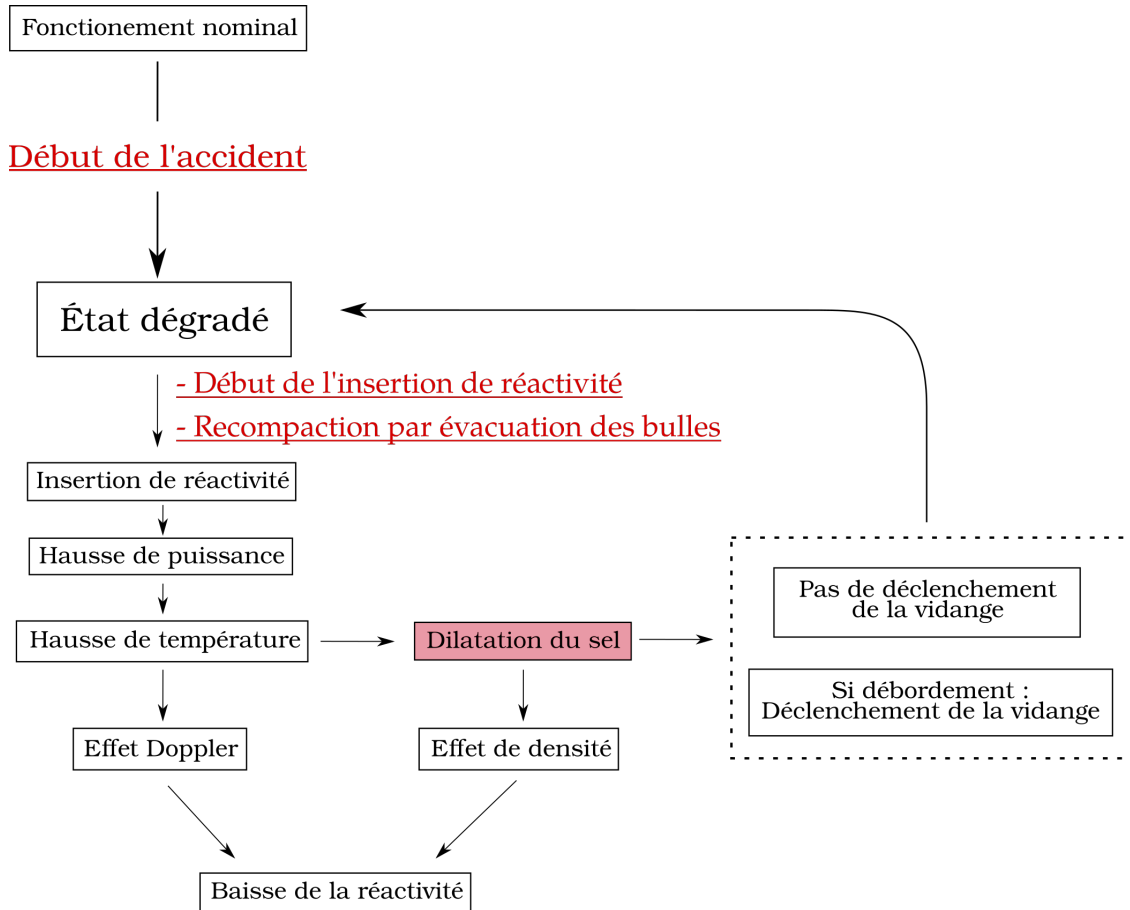 Fonctionement nominal
Début de l'accident
État dégradé
- Début de l'insertion de réactivité
- Recompaction par évacuation des bulles
Insertion de réactivité
Hausse de puissance
Hausse de température
Dilatation du sel
Pas de déclenchement
de la vidange
Si débordement :
Déclenchement de la vidange
Effet Doppler
Effet de densité
Baisse de la réactivité